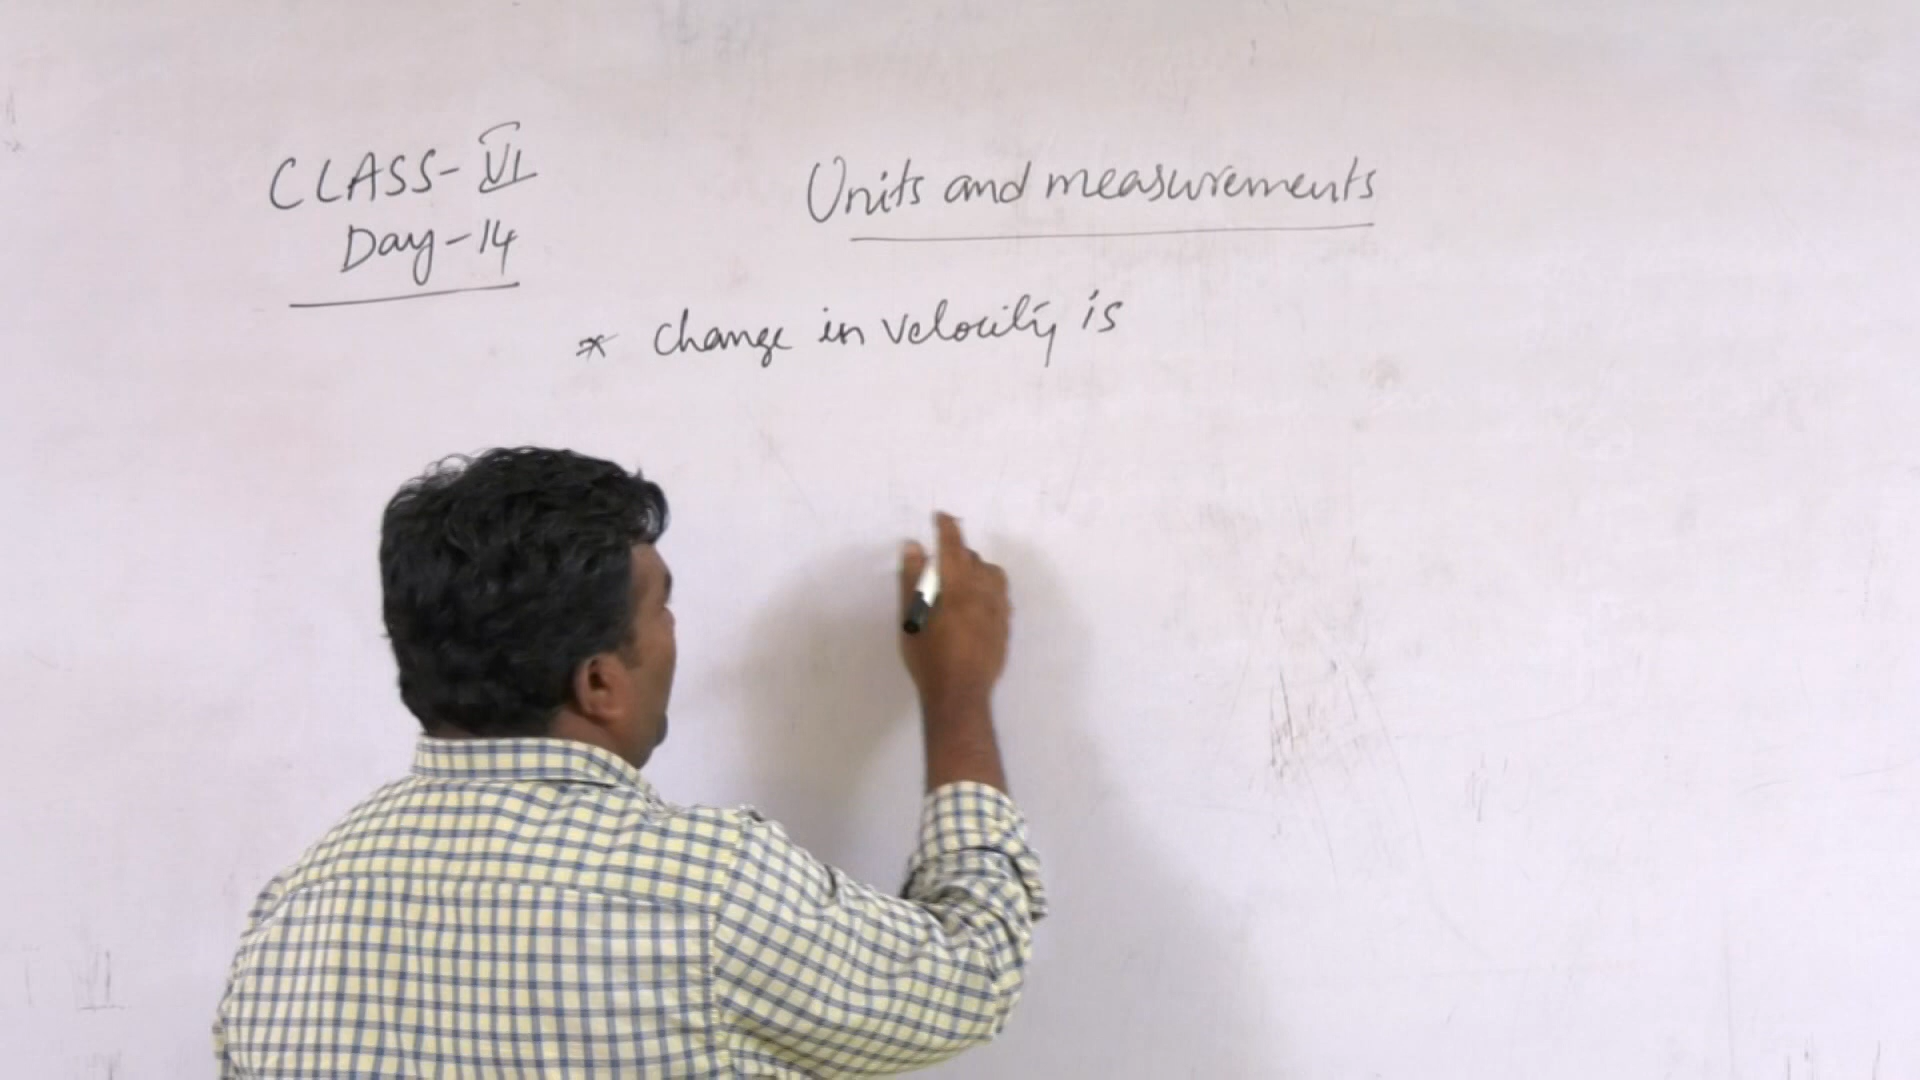 CLASS-VI
Day-14
Units and measurements
* change in velocity is